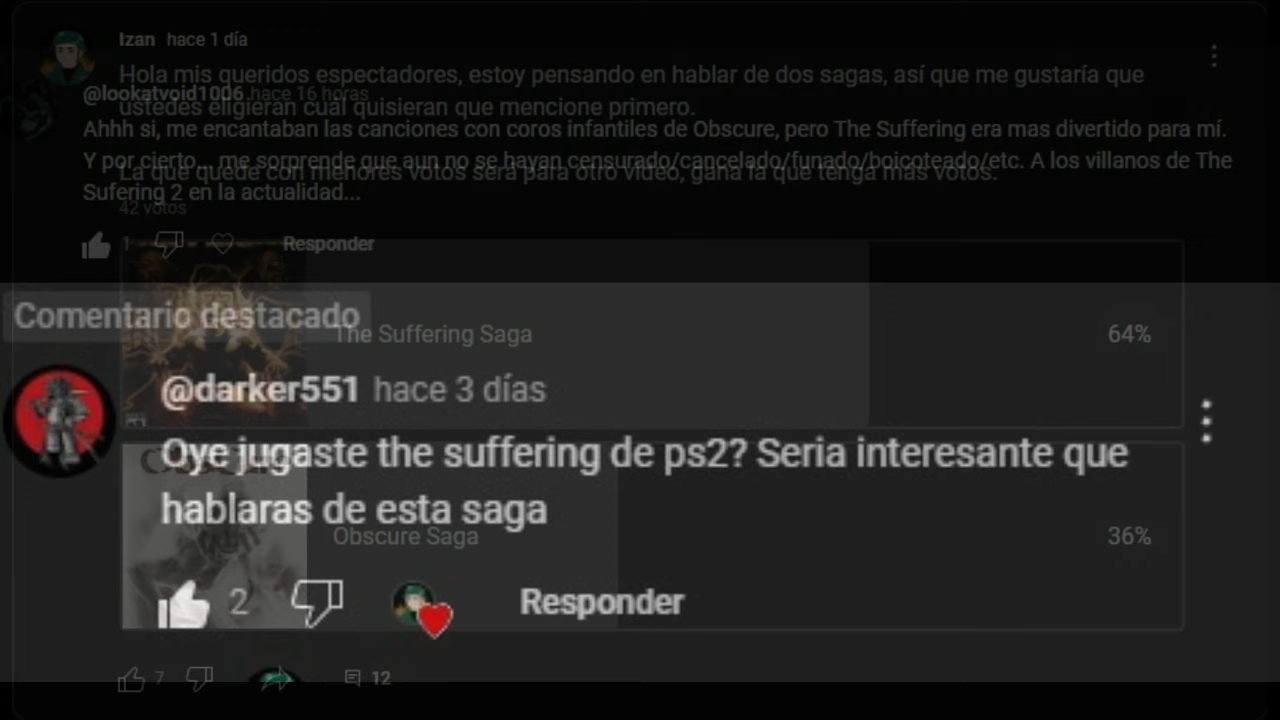 Izan hace 1 día
Hola mis queridos espectadores, estoy pensando en hablar de dos sagas, así que me gustaría que
ustedes eligieran cuál quisieran que mencione primero.
La que quede con menores votos será para otro video, gana la que tenga más votos.
42 votos
@lookatvoid1006 hace 16 horas
Ahhh si, me encantaban las canciones con coros infantiles de Obscure, pero The Suffering era mas divertido para mí.
Y por cierto... me sorprende que aun no se hayan censurado/cancelado/funado/boicoteado/etc. A los villanos de The
Sufering 2 en la actualidad...
1 Responder
The Suffering Saga 64%
Obscure Saga 36%
Comentario destacado
@darker551 hace 3 días
Oye jugaste the suffering de ps2? Seria interesante que
hablaras de esta saga
2 Responder
7 12